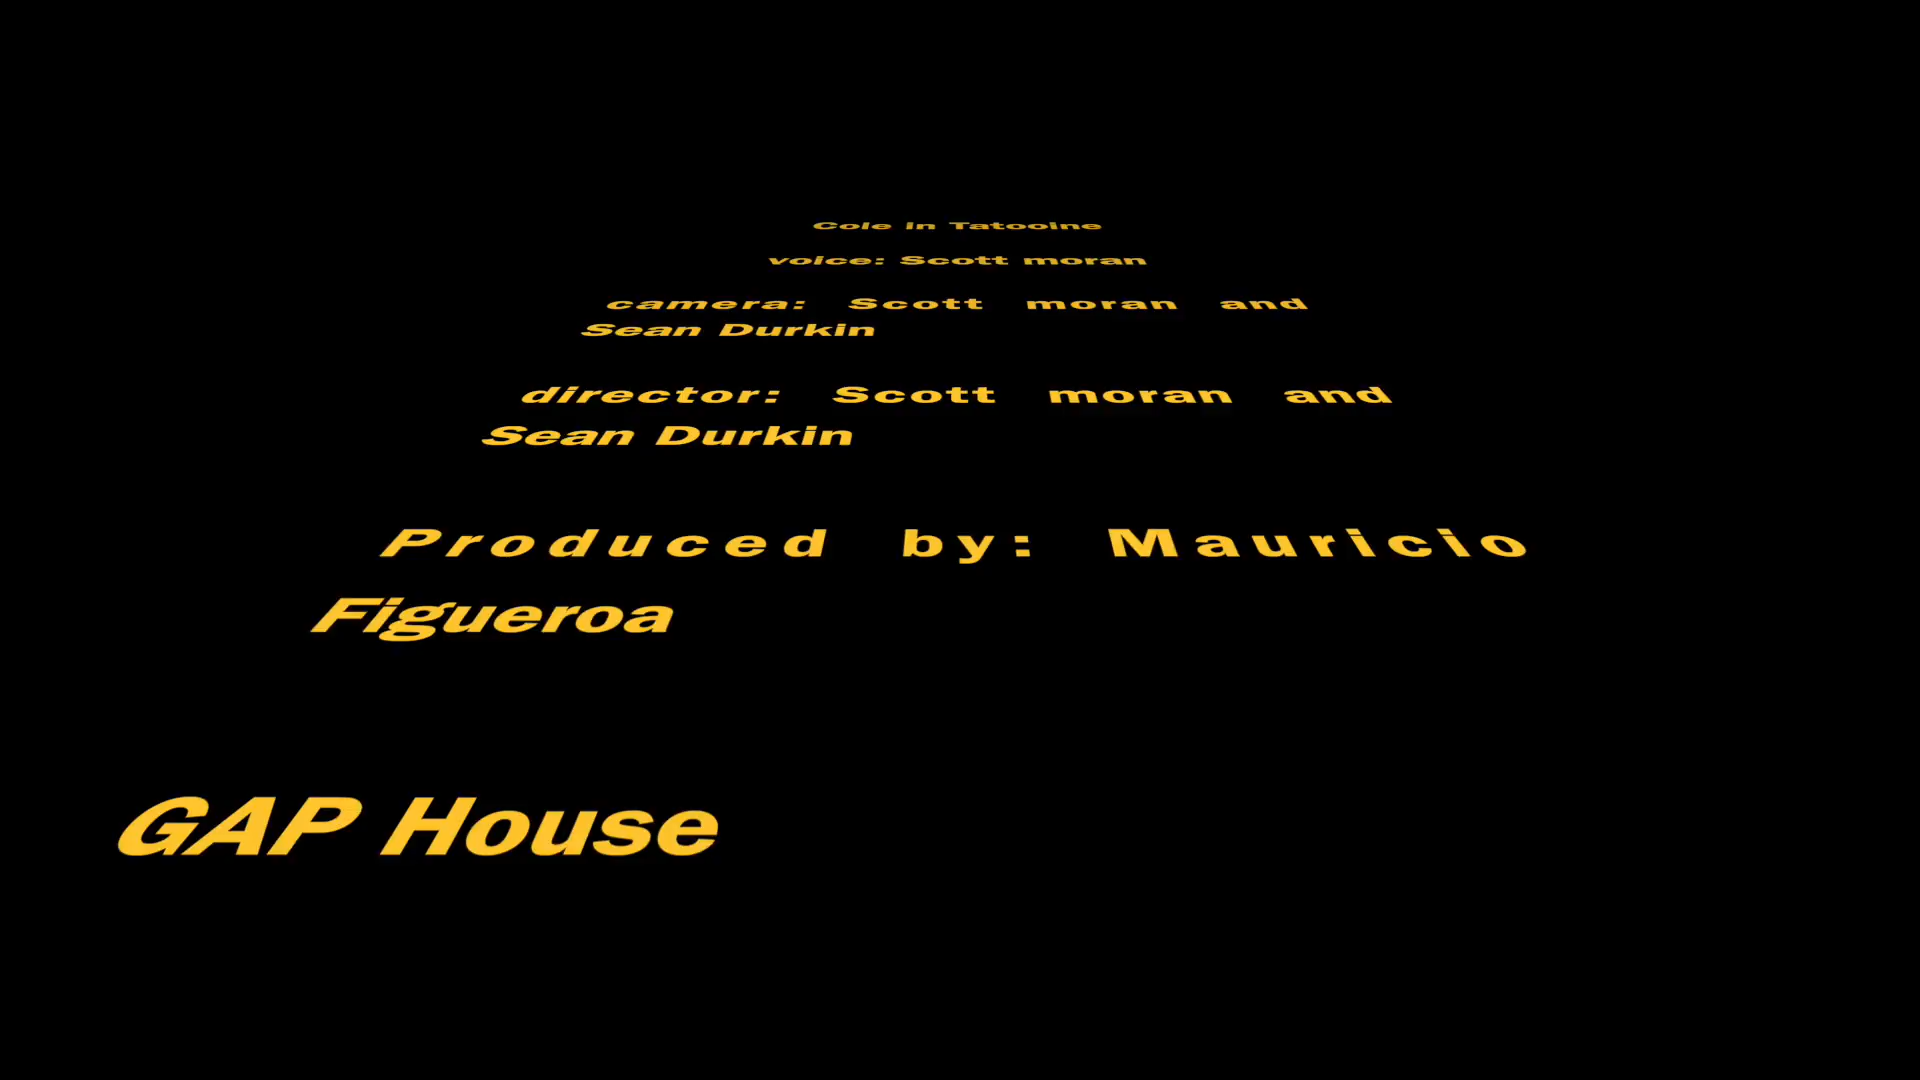 Cole in Tatooine
voice: Scott moran
camera: Scott moran and
Sean Durkin
director: Scott moran and
Sean Durkin
Produced by: Mauricio
Figueroa
GAP House